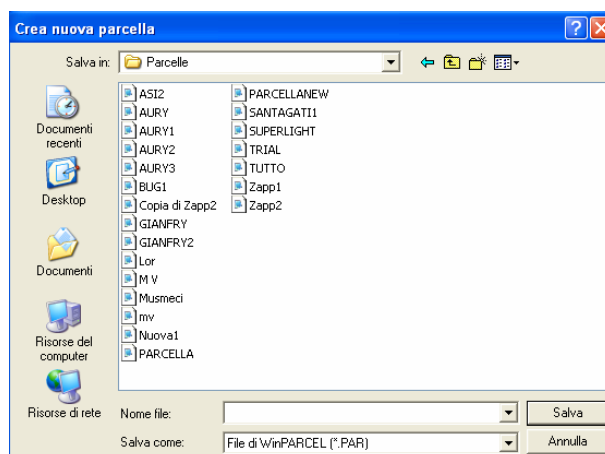 Crea nuova parcella
Salva in: Parcelle
Documenti recenti
Desktop
Documenti
Risorse del computer
Risorse di rete
ASI2
AURY
AURY1
AURY2
AURY3
BUG1
Copia di Zapp2
GIANFRY
GIANFRY2
Lor
M V
Musmeci
mv
Nuova1
PARCELLA
PARCELLANEW
SANTAGATI1
SUPERLIGHT
TRIAL
TUTTO
Zapp1
Zapp2
Nome file:
Salva
Salva come: File di WinPARCEL (*.PAR)
Annulla